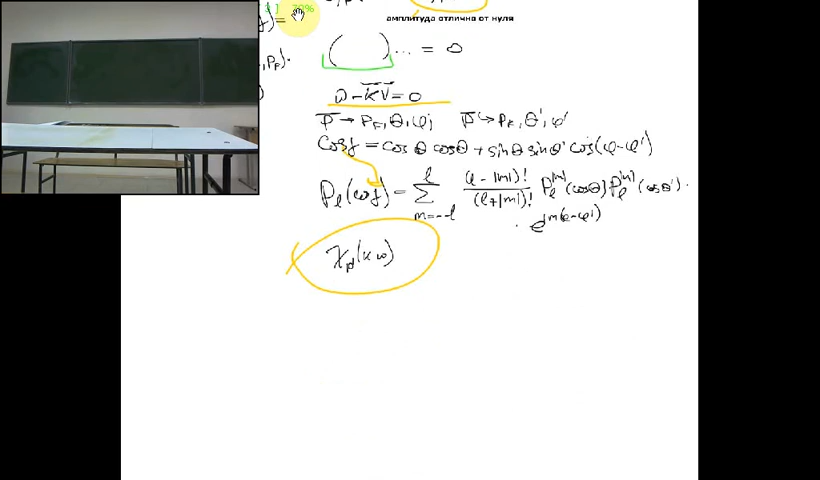 амплитуда отлична от нуля
( ) ... = 0
ω - k̄ v̄ = 0
p̄ → p_F, θ, φ; p̄' → p_F, θ', φ'
cos γ = cos θ cos θ + sin θ sin θ' cos(φ-φ')
P_l(cos γ) = Σ_{m=-l}^{l} (l-|m|)!/(l+|m|)! P_l^{|m|}(cos θ) P_l^{|m|}(cos θ') ·
· e^{im(φ-φ')}
χ_p(k ω)